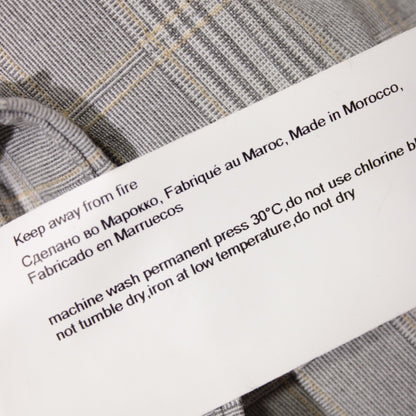 Keep away from fire
Сделано во Марокко, Fabriqué au Maroc, Made in Morocco,
Fabricado en Marruecos
machine wash permanent press 30°C,do not use chlorine
not tumble dry,iron at low temperature,do not dry